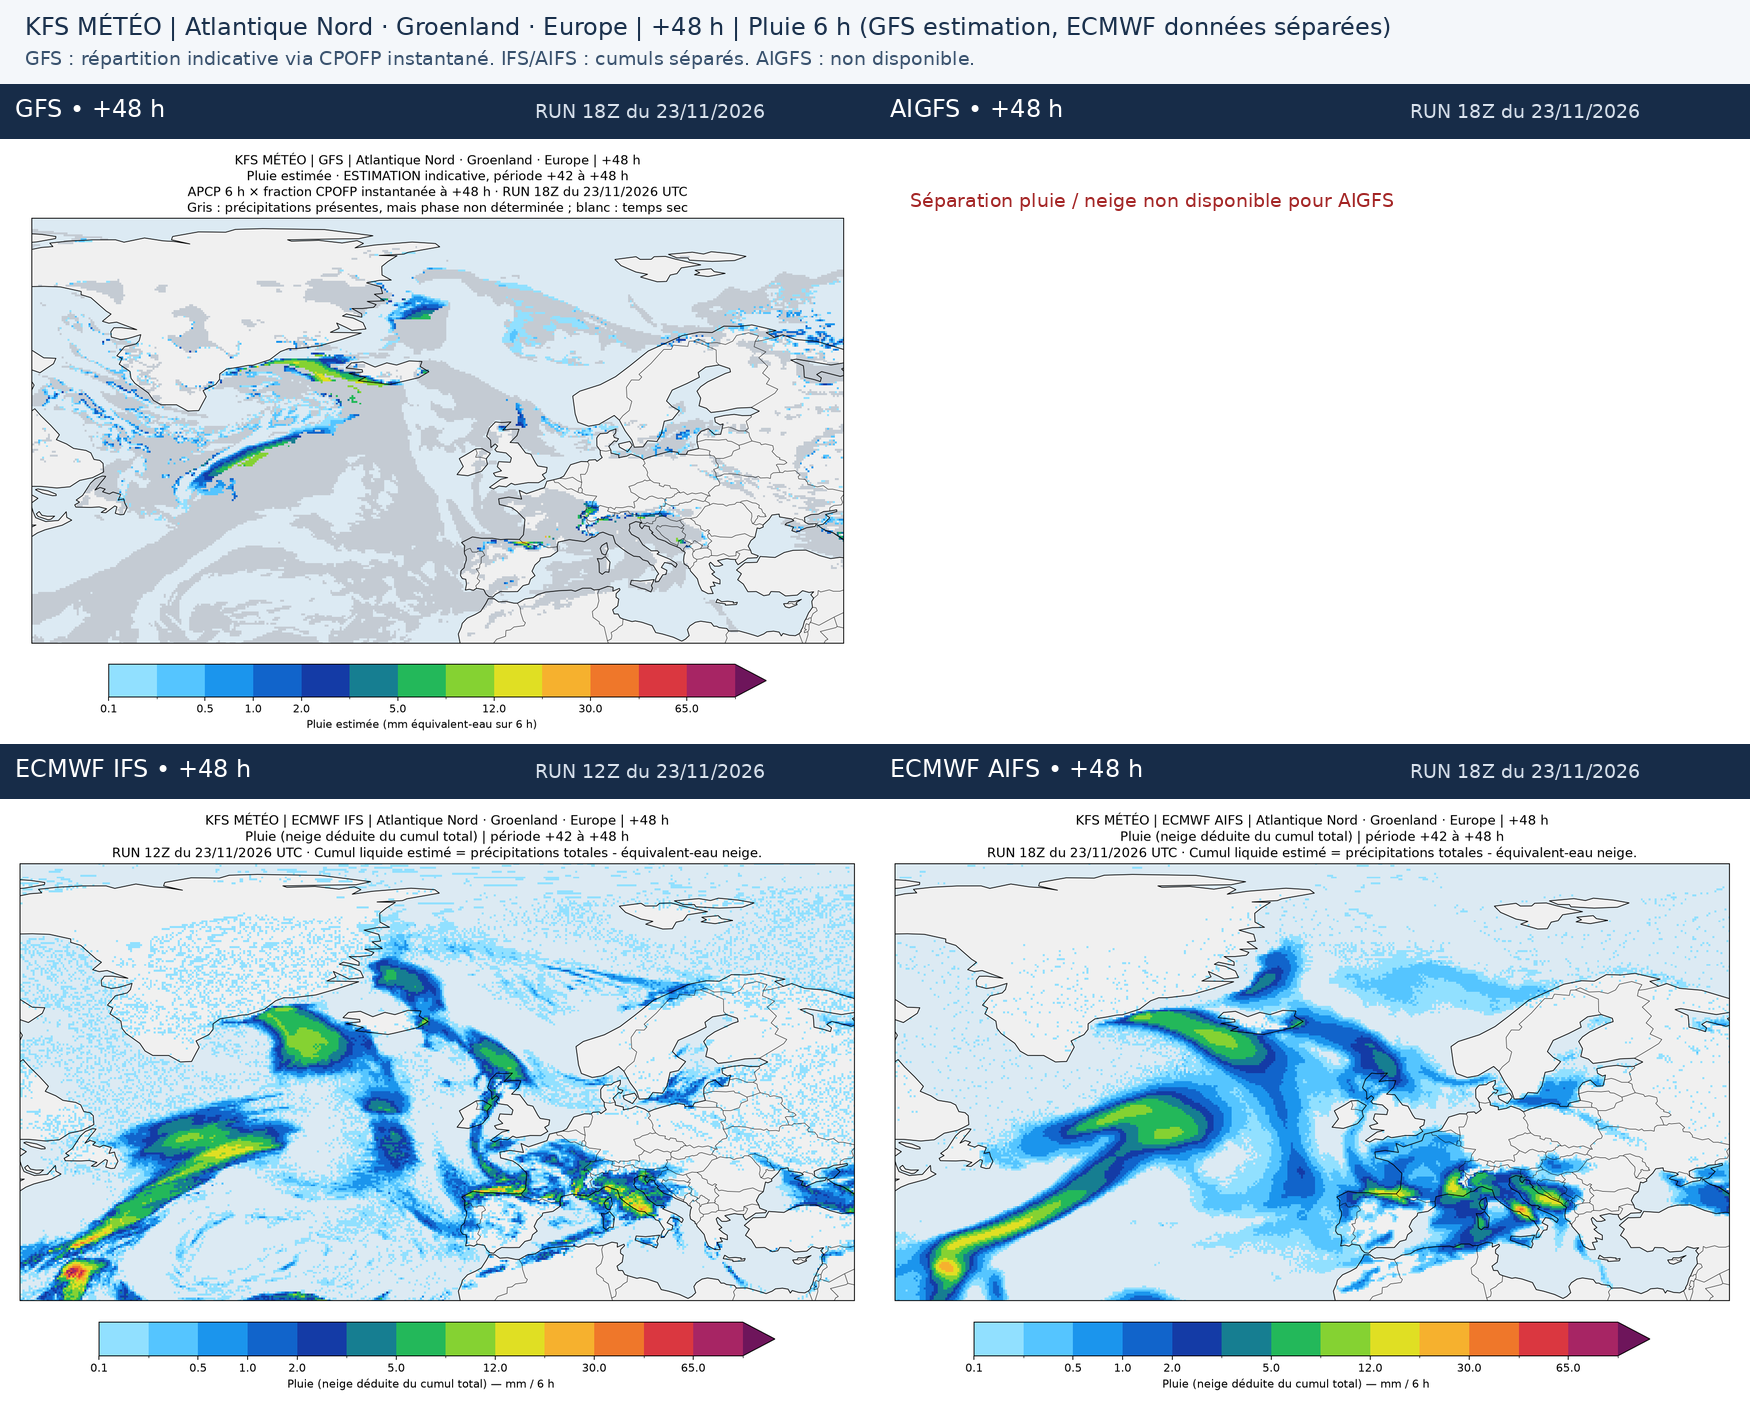 KFS MÉTÉO | Atlantique Nord · Groenland · Europe | +48 h | Pluie 6 h (GFS estimation, ECMWF données séparées)
GFS : répartition indicative via CPOFP instantané. IFS/AIFS : cumuls séparés. AIGFS : non disponible.
GFS • +48 h
RUN 18Z du 23/11/2026
AIGFS • +48 h
RUN 18Z du 23/11/2026
KFS MÉTÉO | GFS | Atlantique Nord · Groenland · Europe | +48 h
Pluie estimée · ESTIMATION indicative, période +42 à +48 h
APCP 6 h × fraction CPOFP instantanée à +48 h · RUN 18Z du 23/11/2026 UTC
Gris : précipitations présentes, mais phase non déterminée ; blanc : temps sec
Séparation pluie / neige non disponible pour AIGFS
0.1 0.5 1.0 2.0 5.0 12.0 30.0 65.0
Pluie estimée (mm équivalent-eau sur 6 h)
ECMWF IFS • +48 h
RUN 12Z du 23/11/2026
ECMWF AIFS • +48 h
RUN 18Z du 23/11/2026
KFS MÉTÉO | ECMWF IFS | Atlantique Nord · Groenland · Europe | +48 h
Pluie (neige déduite du cumul total) | période +42 à +48 h
RUN 12Z du 23/11/2026 UTC · Cumul liquide estimé = précipitations totales - équivalent-eau neige.
KFS MÉTÉO | ECMWF AIFS | Atlantique Nord · Groenland · Europe | +48 h
Pluie (neige déduite du cumul total) | période +42 à +48 h
RUN 18Z du 23/11/2026 UTC · Cumul liquide estimé = précipitations totales - équivalent-eau neige.
0.1 0.5 1.0 2.0 5.0 12.0 30.0 65.0
Pluie (neige déduite du cumul total) — mm / 6 h
0.1 0.5 1.0 2.0 5.0 12.0 30.0 65.0
Pluie (neige déduite du cumul total) — mm / 6 h